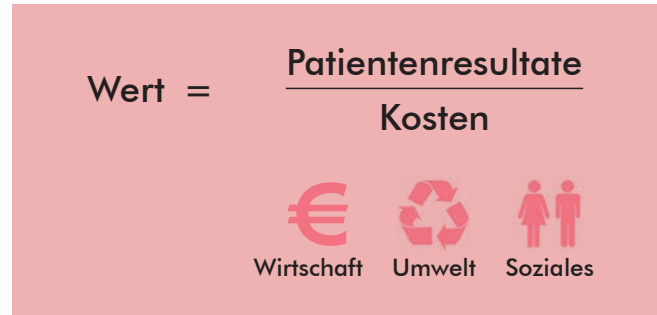 Wert = Patientenresultate
Kosten
€
Wirtschaft Umwelt Soziales